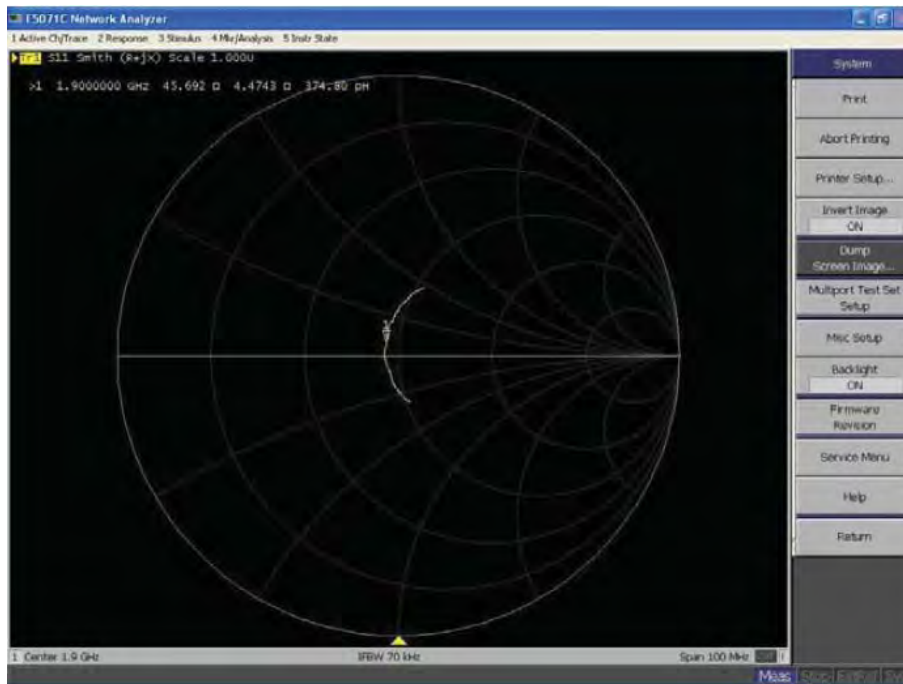 E5071C Network Analyzer
1 Active Ch/Trace 2 Response 3 Stimulus 4 Mkr/Analysis 5 Instr State
Tr1 S11 Smith (R+jX) Scale 1.000U
>1 1.9000000 GHz 45.692 Ω 4.4743 Ω 374.80 pH
1
System
Print
Abort Printing
Printer Setup...
Invert Image
ON
Dump
Screen Image...
Multiport Test Set
Setup
Misc Setup
Backlight
ON
Firmware
Revision
Service Menu
Help
Return
1 Center 1.9 GHz IFBW 70 kHz Span 100 MHz
Meas Stop ExtRef